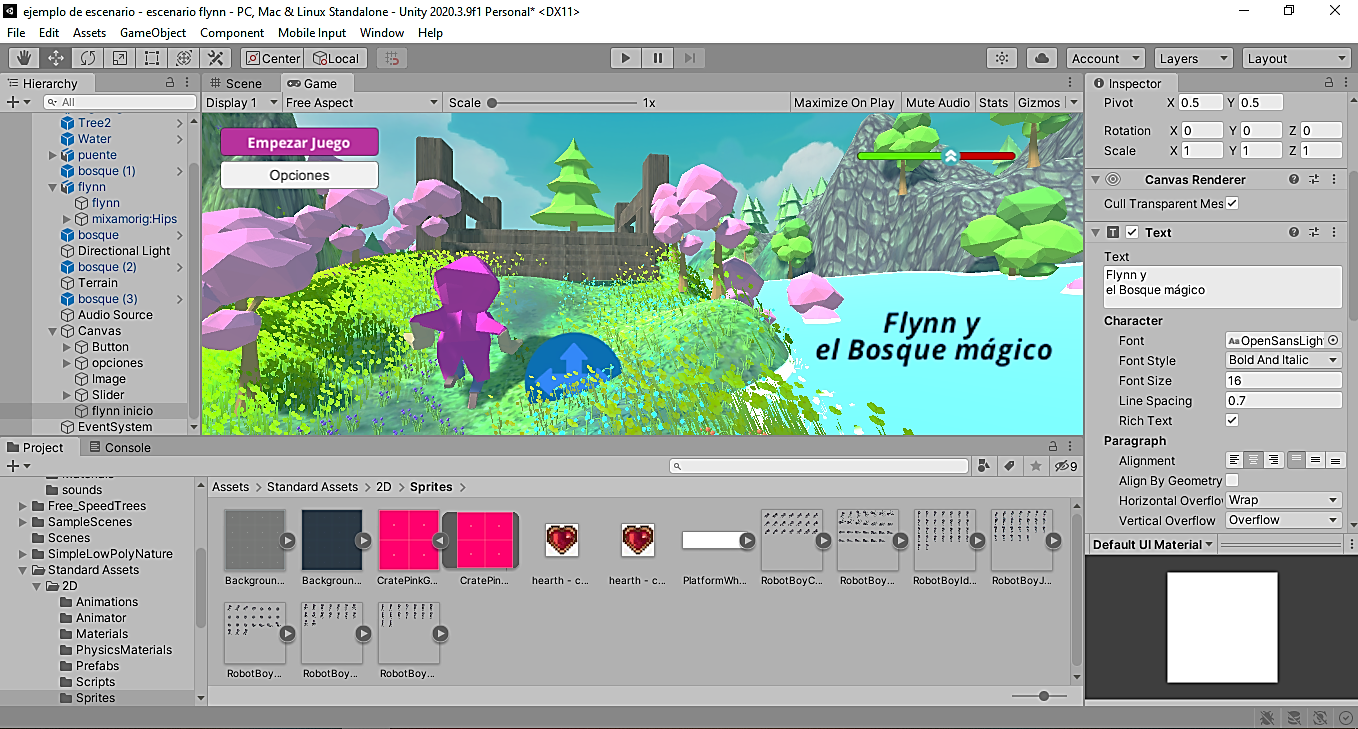 ejemplo de escenario - escenario flynn - PC, Mac & Linux Standalone - Unity 2020.3.9f1 Personal* <DX11>
File Edit Assets GameObject Component Mobile Input Window Help
Center Local Account Layers Layout
Hierarchy
All
Tree2
Water
puente
bosque (1)
flynn
flynn
mixamorig:Hips
bosque
Directional Light
bosque (2)
Terrain
bosque (3)
Audio Source
Canvas
Button
opciones
Image
Slider
flynn inicio
EventSystem
Scene Game
Display 1 Free Aspect Scale 1x Maximize On Play Mute Audio Stats Gizmos
Empezar Juego
Opciones
Flynn y
el Bosque mágico
Inspector
Pivot X 0.5 Y 0.5
Rotation X 0 Y 0 Z 0
Scale X 1 Y 1 Z 1
Canvas Renderer
Cull Transparent Mes
Text
Text
Flynn y
el Bosque mágico
Character
Font OpenSansLigh
Font Style Bold And Italic
Font Size 16
Line Spacing 0.7
Rich Text
Paragraph
Alignment
Align By Geometry
Horizontal Overflo Wrap
Vertical Overflow Overflow
Default UI Material
Project Console
9
sounds
Free_SpeedTrees
SampleScenes
Scenes
SimpleLowPolyNature
Standard Assets
2D
Animations
Animator
Materials
PhysicsMaterials
Prefabs
Scripts
Sprites
Assets > Standard Assets > 2D > Sprites >
Backgroun... Backgroun... CratePinkG... CratePin... hearth - c... hearth - c... PlatformWh... RobotBoyC... RobotBoy... RobotBoyId... RobotBoyJ...
RobotBoy... RobotBoy... RobotBoy...